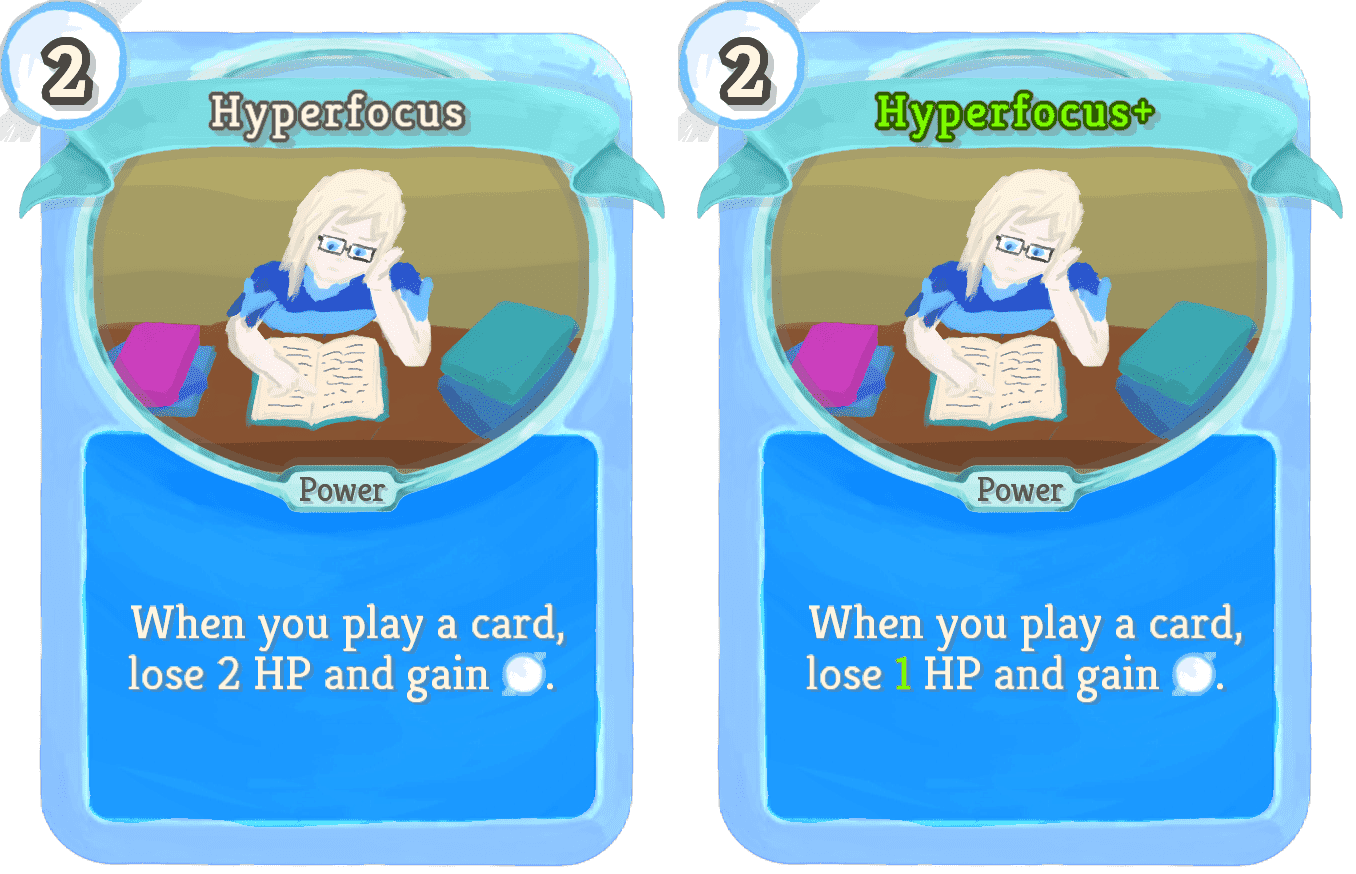 2
Hyperfocus
Power
When you play a card,
lose 2 HP and gain .
2
Hyperfocus+
Power
When you play a card,
lose 1 HP and gain .